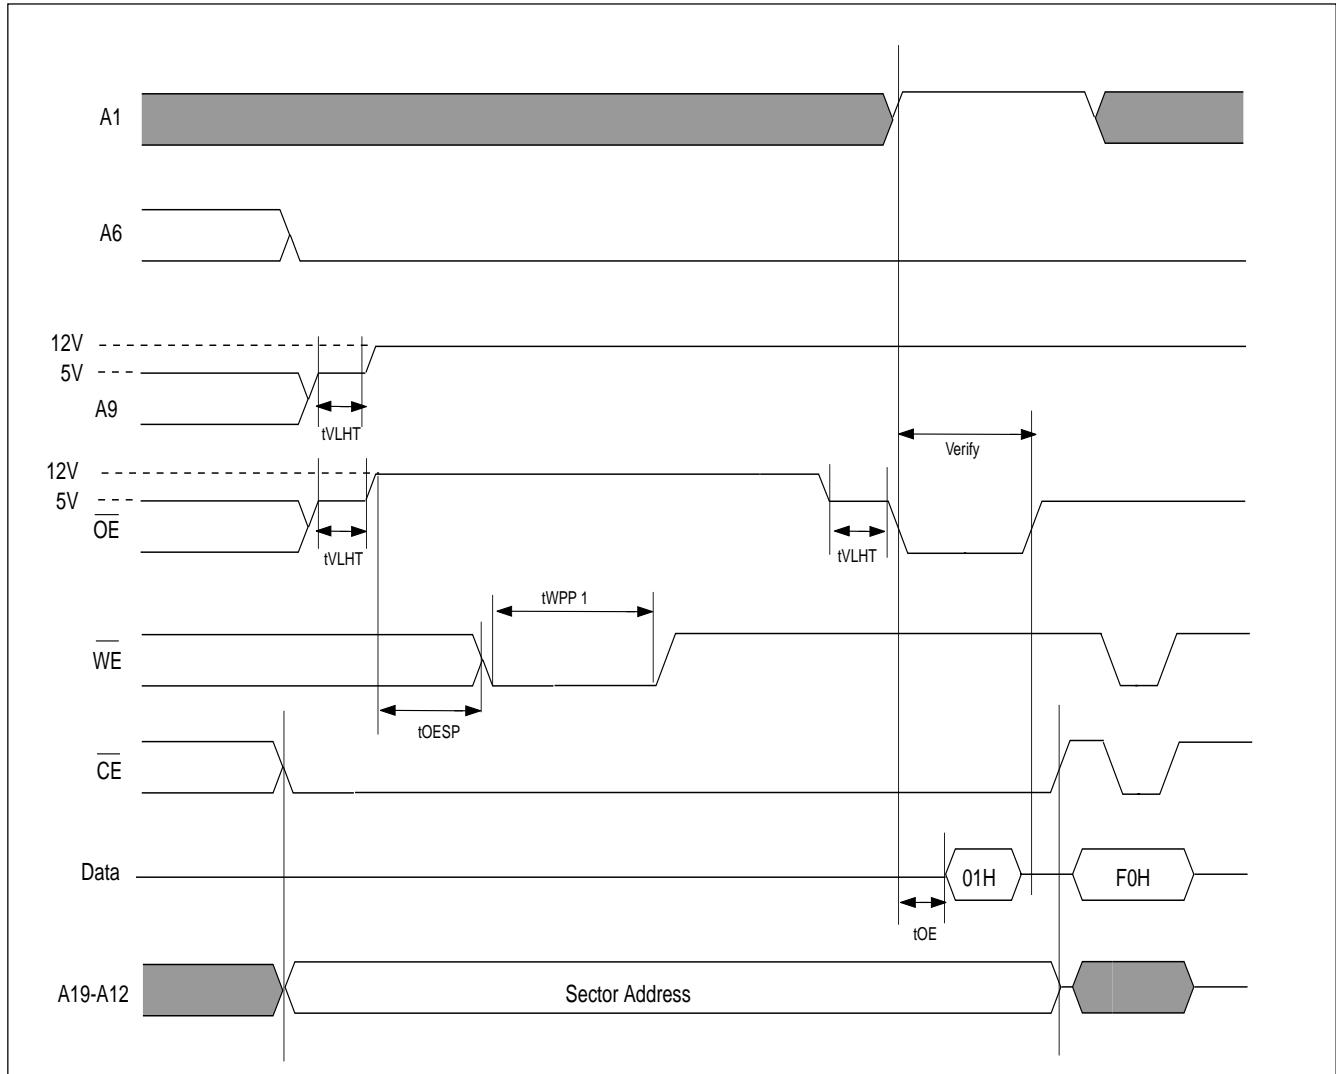 A1
A6
12V
5V
A9
tVLHT
Verify
12V
5V
OE
tVLHT
tVLHT
tWPP 1
WE
tOESP
CE
Data
01H
F0H
tOE
A19-A12
Sector Address